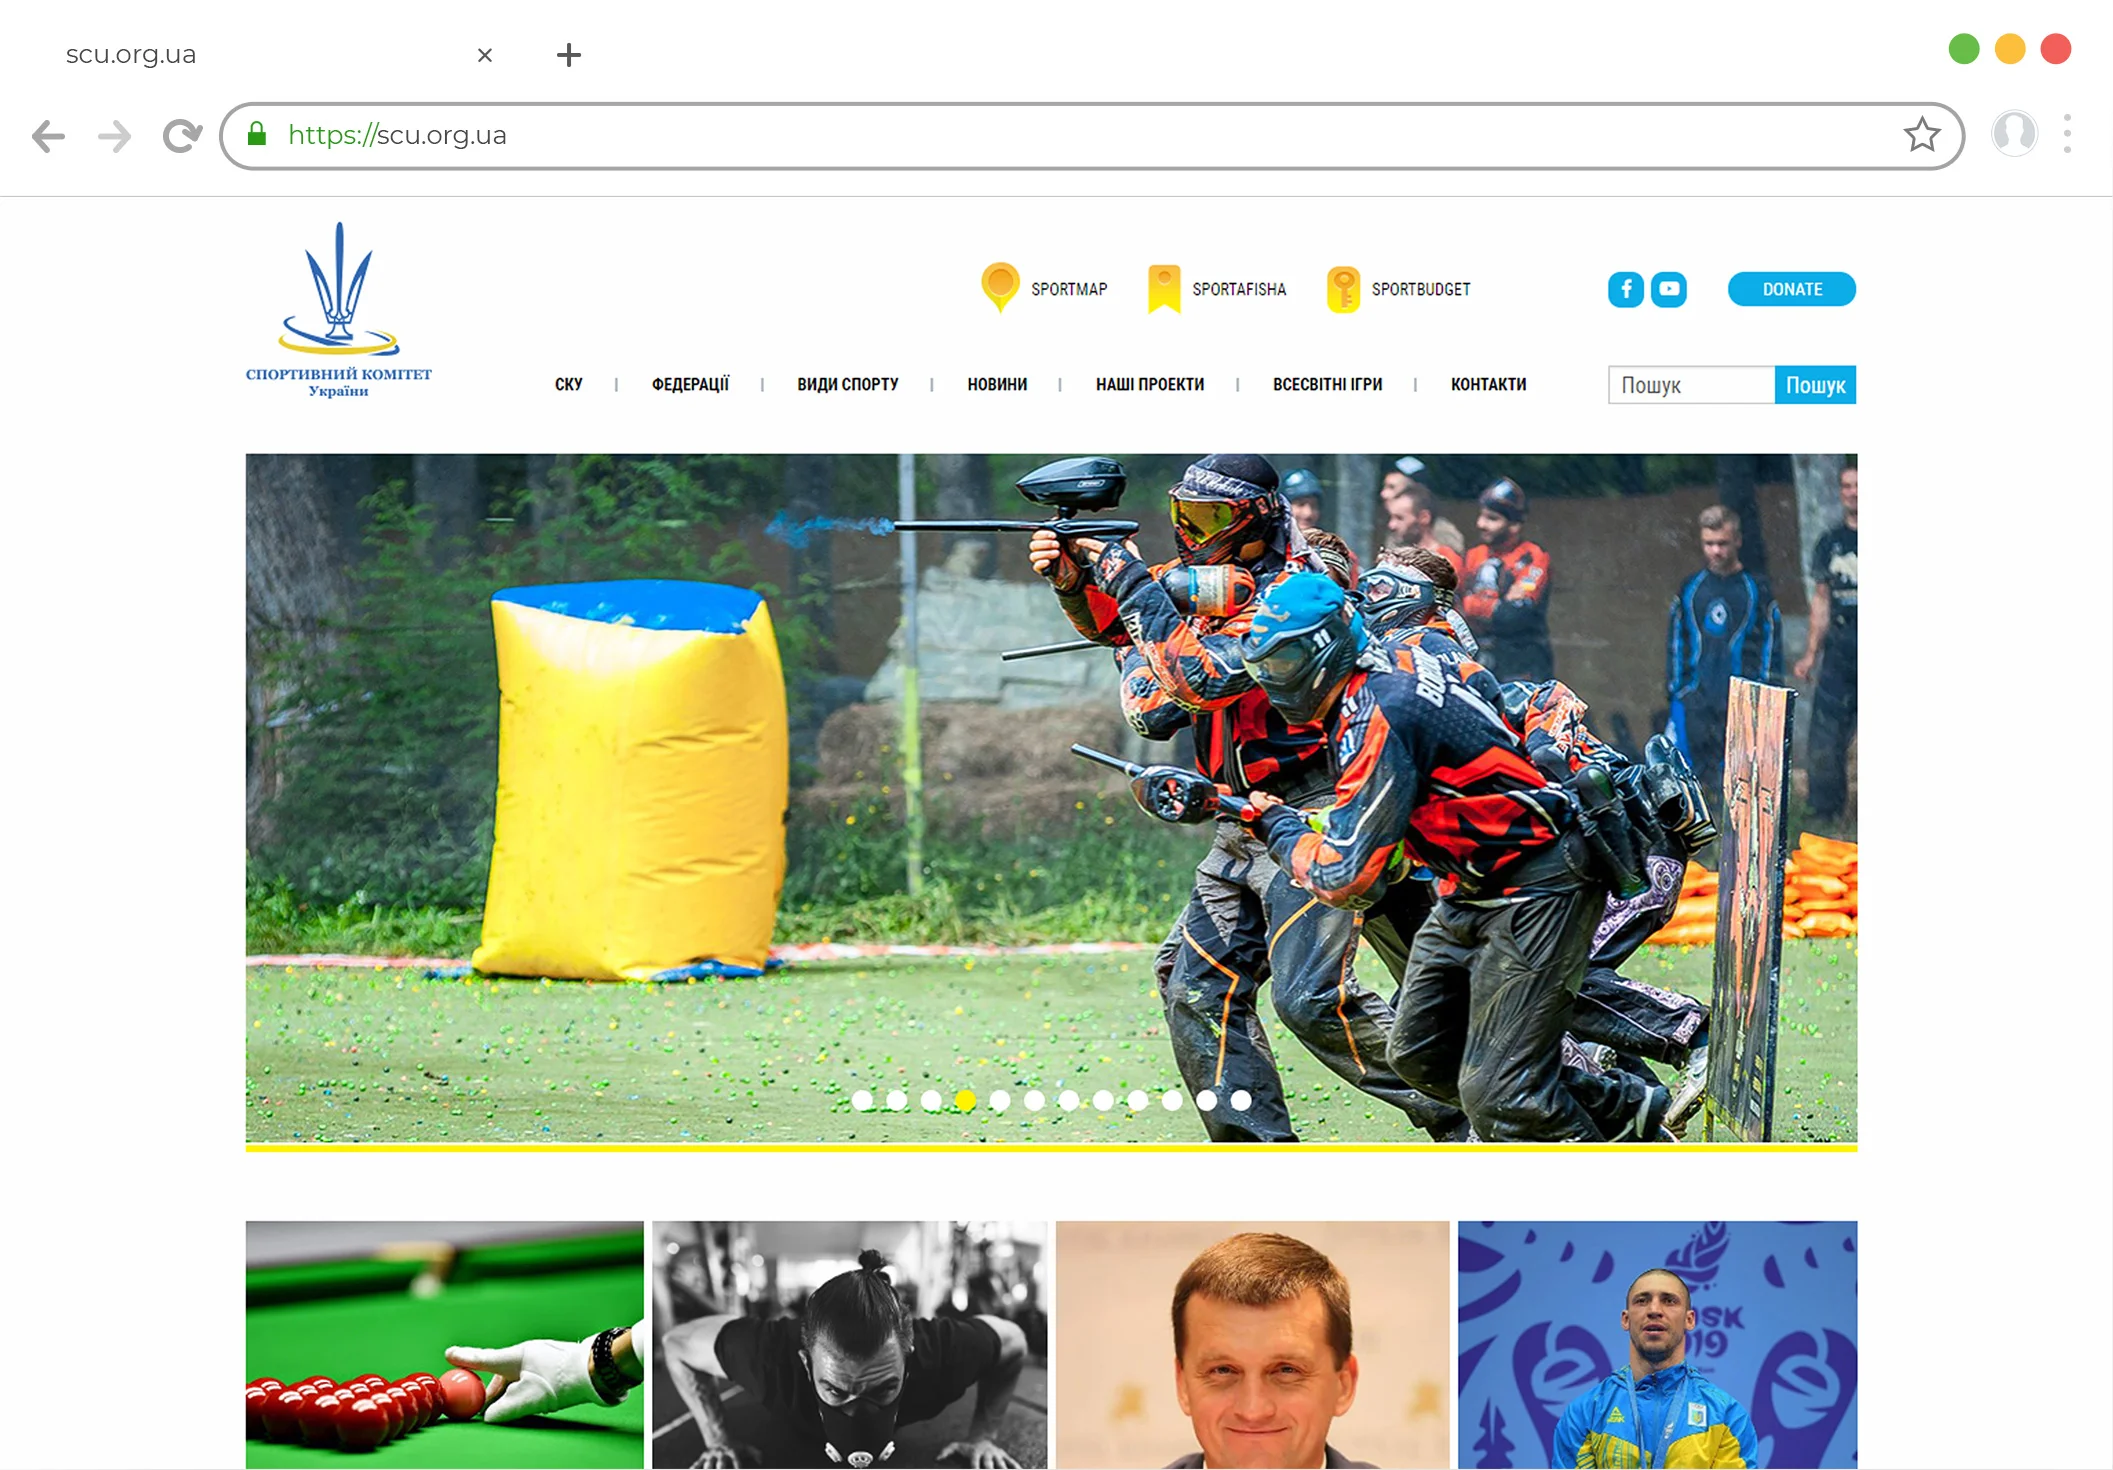 scu.org.ua
https://scu.org.ua
SPORTMAP
SPORTAFISHA
SPORTBUDGET
DONATE
СПОРТИВНИЙ КОМІТЕТ
України
СКУ
ФЕДЕРАЦІЇ
ВИДИ СПОРТУ
НОВИНИ
НАШІ ПРОЕКТИ
ВСЕСВІТНІ ІГРИ
КОНТАКТИ
Пошук
Пошук
11